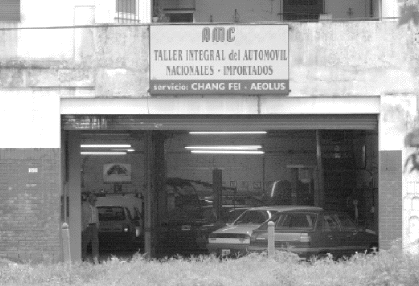 AMC
TALLER INTEGRAL del AUTOMOVIL
NACIONALES - IMPORTADOS
servicio: CHANG FEI - AEOLUS